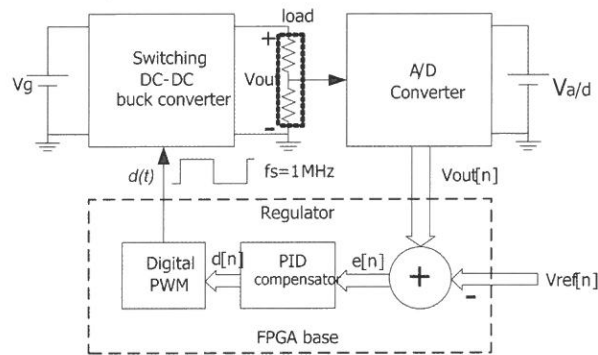 load
Switching
DC-DC
buck converter
Vg
+
Vout
-
A/D
Converter
Va/d
d(t)
fs=1MHz
Vout[n]
Regulator
Digital
PWM
d[n]
PID
compensator
e[n]
+
-
Vref[n]
FPGA base